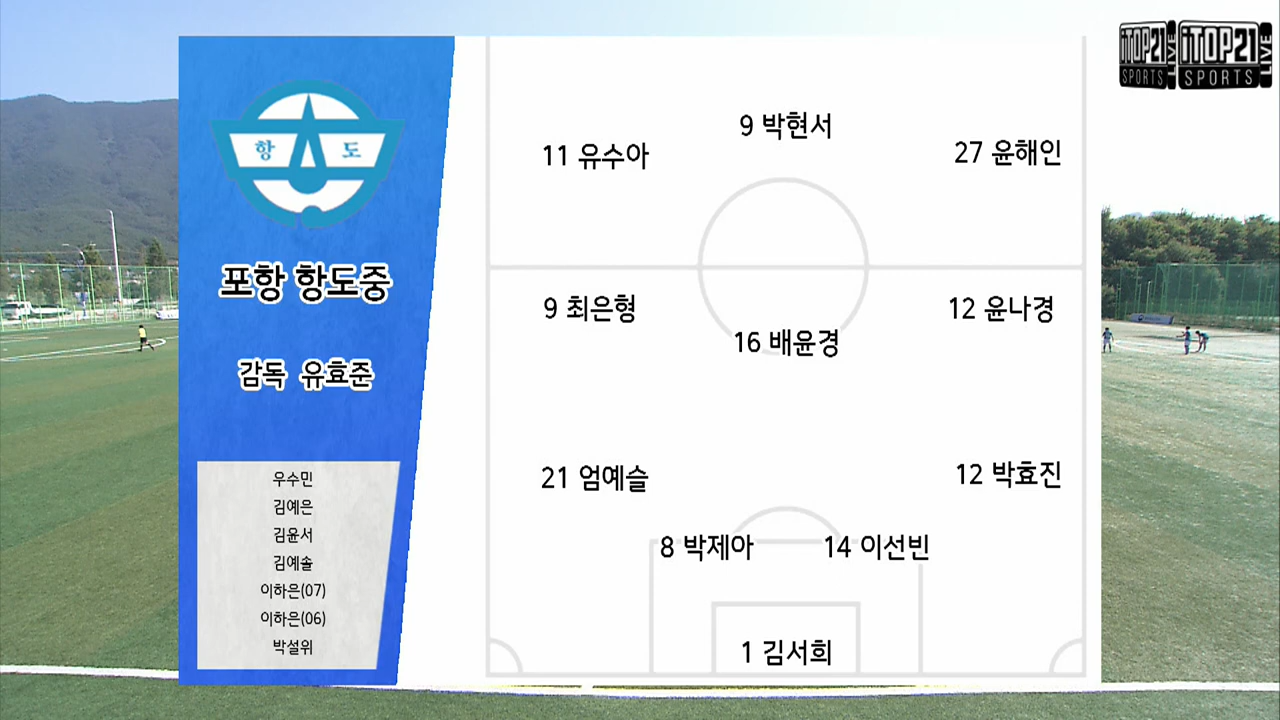 iTOP21 LIVE iTOP21 LIVE
SPORTS SPORTS
항 도
포항 항도중
감독 유효준
우수민
김예은
김윤서
김예솔
이하은(07)
이하은(06)
박설위
9 박현서
11 유수아
27 윤해인
9 최은형
12 윤나경
16 배윤경
21 엄예슬
12 박효진
8 박제아
14 이선빈
1 김서희